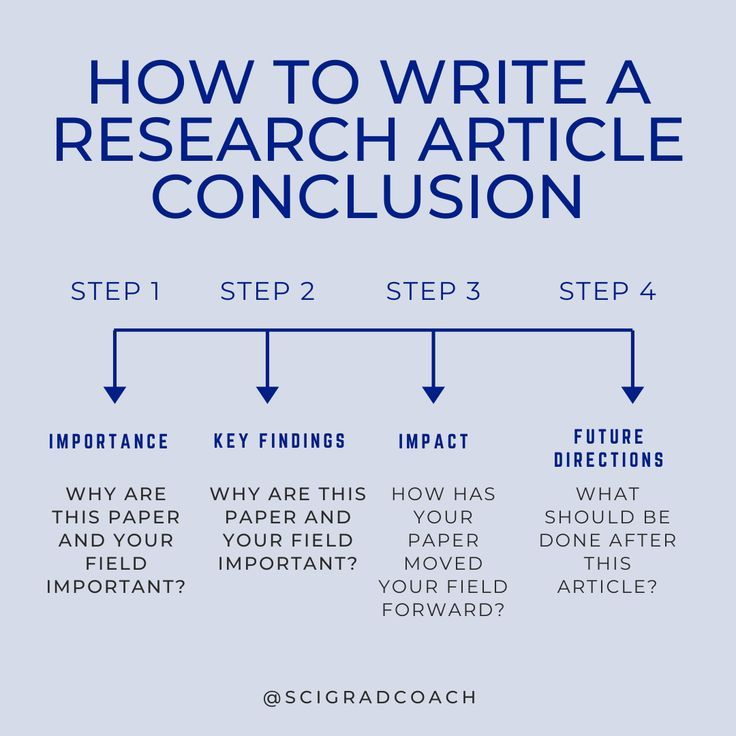 HOW TO WRITE A
RESEARCH ARTICLE
CONCLUSION
STEP 1
STEP 2
STEP 3
STEP 4
IMPORTANCE
KEY FINDINGS
IMPACT
FUTURE
DIRECTIONS
WHY ARE
THIS PAPER
AND YOUR
FIELD
IMPORTANT?
WHY ARE THIS
PAPER AND
YOUR FIELD
IMPORTANT?
HOW HAS
YOUR
PAPER
MOVED
YOUR FIELD
FORWARD?
WHAT
SHOULD BE
DONE AFTER
THIS
ARTICLE?
@SCIGRADCOACH